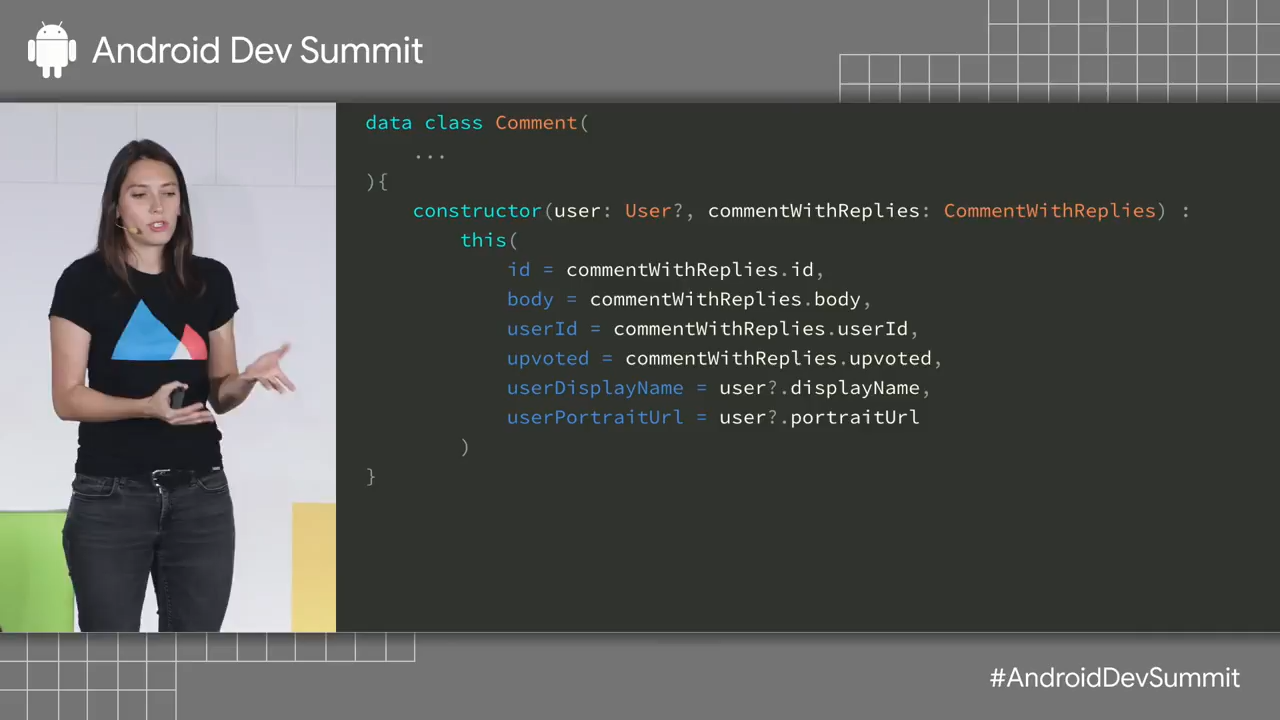 Android Dev Summit
data class Comment(
...
){
constructor(user: User?, commentWithReplies: CommentWithReplies) :
this(
id = commentWithReplies.id,
body = commentWithReplies.body,
userId = commentWithReplies.userId,
upvoted = commentWithReplies.upvoted,
userDisplayName = user?.displayName,
userPortraitUrl = user?.portraitUrl
)
}
#AndroidDevSummit